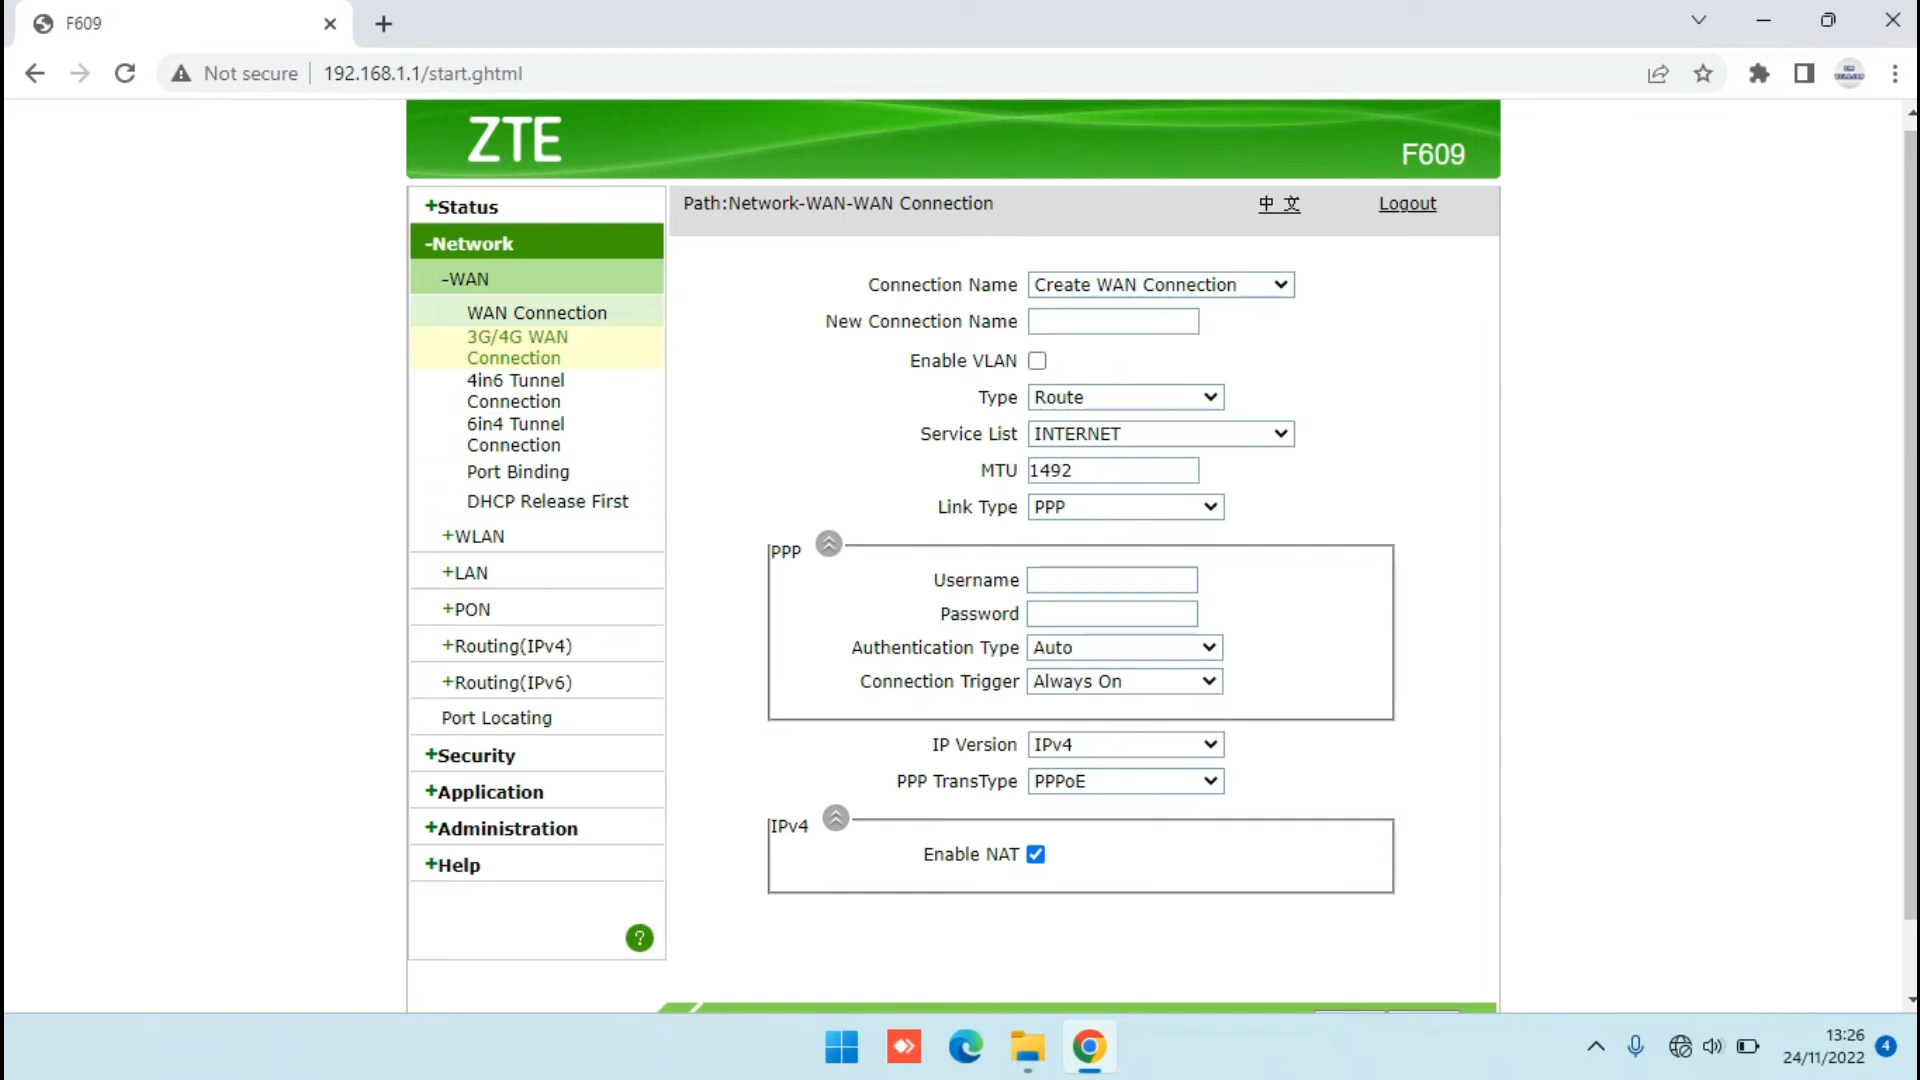 F609
Not secure
192.168.1.1/start.ghtml
ZTE
F609
+Status
-Network
-WAN
WAN Connection
3G/4G WAN
Connection
4in6 Tunnel
Connection
6in4 Tunnel
Connection
Port Binding
DHCP Release First
+WLAN
+LAN
+PON
+Routing(IPv4)
+Routing(IPv6)
Port Locating
+Security
+Application
+Administration
+Help
?
Path:Network-WAN-WAN Connection 中 文 Logout
Connection Name Create WAN Connection
New Connection Name
Enable VLAN
Type Route
Service List INTERNET
MTU 1492
Link Type PPP
PPP
Username
Password
Authentication Type Auto
Connection Trigger Always On
IP Version IPv4
PPP TransType PPPoE
IPv4
Enable NAT
13:26
24/11/2022
4